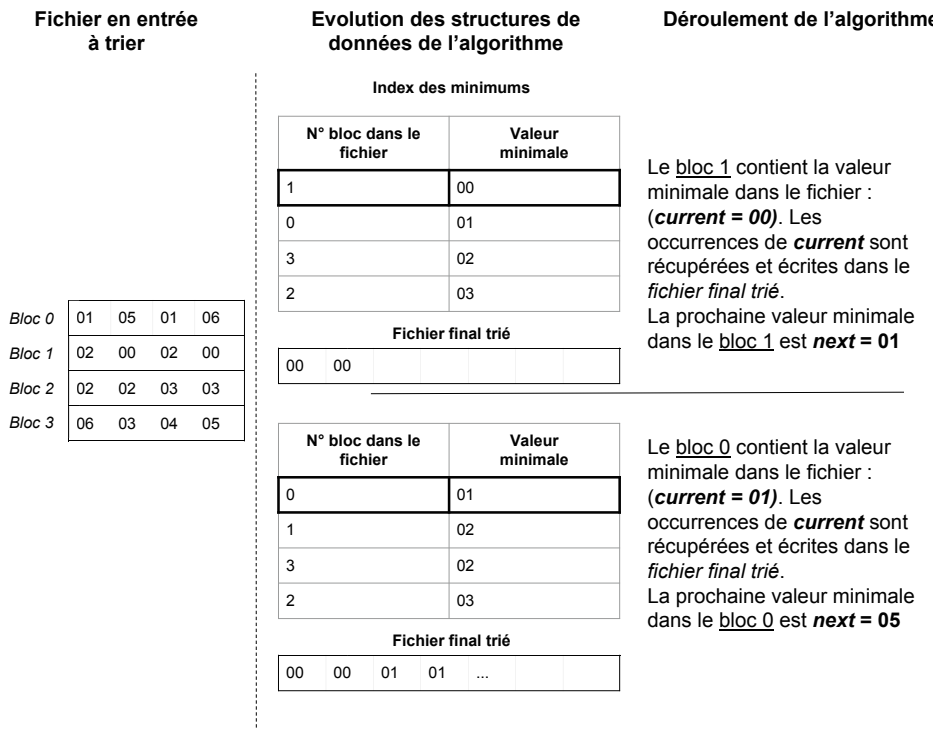 Fichier en entrée
à trier
Evolution des structures de
données de l'algorithme
Déroulement de l'algorithme
Index des minimums
N° bloc dans le
fichier
Valeur
minimale
1 00
0 01
3 02
2 03
Fichier final trié
00 00
Le bloc 1 contient la valeur
minimale dans le fichier :
(current = 00). Les
occurrences de current sont
récupérées et écrites dans le
fichier final trié.
La prochaine valeur minimale
dans le bloc 1 est next = 01
Bloc 0 01 05 01 06
Bloc 1 02 00 02 00
Bloc 2 02 02 03 03
Bloc 3 06 03 04 05
N° bloc dans le
fichier
Valeur
minimale
0 01
1 02
3 02
2 03
Fichier final trié
00 00 01 01 ...
Le bloc 0 contient la valeur
minimale dans le fichier :
(current = 01). Les
occurrences de current sont
récupérées et écrites dans le
fichier final trié.
La prochaine valeur minimale
dans le bloc 0 est next = 05